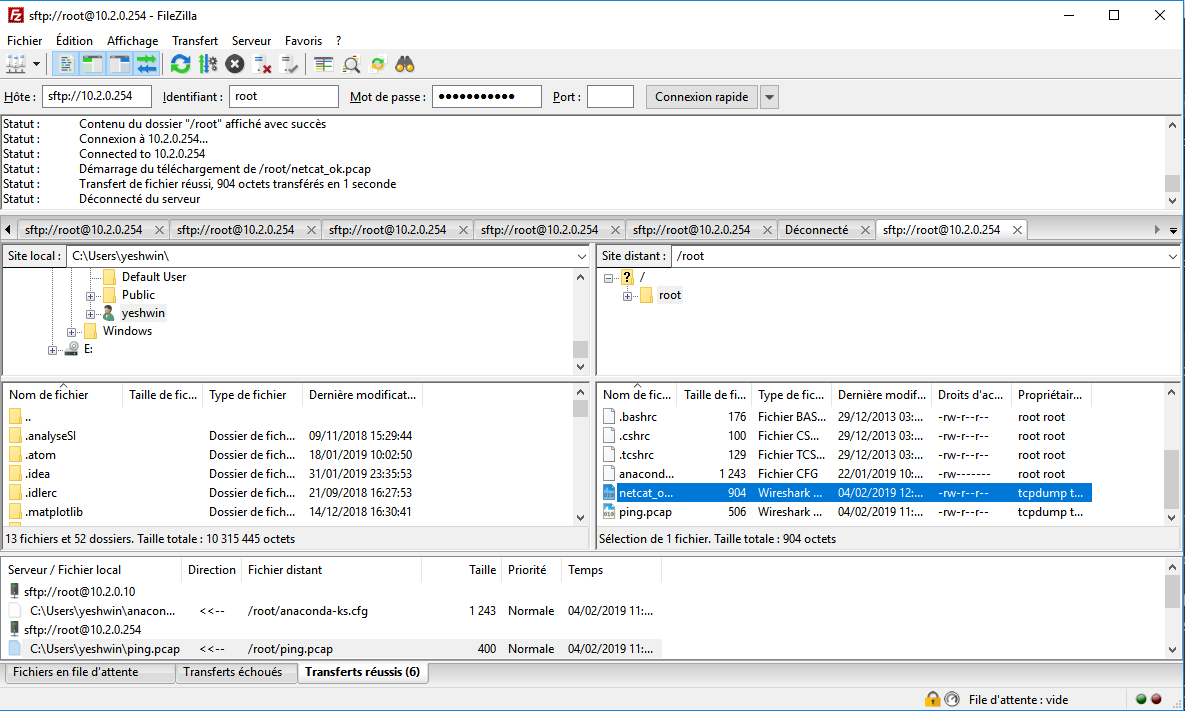 sftp://root@10.2.0.254 - FileZilla
Fichier Édition Affichage Transfert Serveur Favoris ?
Hôte : sftp://10.2.0.254 Identifiant : root Mot de passe : ●●●●●●●●●●● Port : Connexion rapide
Statut : Contenu du dossier "/root" affiché avec succès
Statut : Connexion à 10.2.0.254...
Statut : Connected to 10.2.0.254
Statut : Démarrage du téléchargement de /root/netcat_ok.pcap
Statut : Transfert de fichier réussi, 904 octets transférés en 1 seconde
Statut : Déconnecté du serveur
sftp://root@10.2.0.254 sftp://root@10.2.0.254 sftp://root@10.2.0.254 sftp://root@10.2.0.254 sftp://root@10.2.0.254 Déconnecté sftp://root@10.2.0.254
Site local : C:\Users\yeshwin\
Default User
Public
yeshwin
Windows
E:
Site distant : /root
? /
root
Nom de fichier Taille de fic... Type de fichier Dernière modificat...
..
.analyseSI Dossier de fich... 09/11/2018 15:29:44
.atom Dossier de fich... 18/01/2019 10:02:50
.idea Dossier de fich... 31/01/2019 23:35:53
.idlerc Dossier de fich... 21/09/2018 16:27:53
.matplotlib Dossier de fich... 14/12/2018 16:30:41
13 fichiers et 52 dossiers. Taille totale : 10 315 445 octets
Nom de fic... Taille de fi... Type de fic... Dernière modif... Droits d'ac... Propriétair...
.bashrc 176 Fichier BAS... 29/12/2013 03:... -rw-r--r-- root root
.cshrc 100 Fichier CS... 29/12/2013 03:... -rw-r--r-- root root
.tcshrc 129 Fichier TCS... 29/12/2013 03:... -rw-r--r-- root root
anacond... 1 243 Fichier CFG 22/01/2019 10:... -rw------- root root
netcat_o... 904 Wireshark ... 04/02/2019 12:... -rw-r--r-- tcpdump t...
ping.pcap 506 Wireshark ... 04/02/2019 11:... -rw-r--r-- tcpdump t...
Sélection de 1 fichier. Taille totale : 904 octets
Serveur / Fichier local Direction Fichier distant Taille Priorité Temps
sftp://root@10.2.0.10
C:\Users\yeshwin\anacon... <<-- /root/anaconda-ks.cfg 1 243 Normale 04/02/2019 11:...
sftp://root@10.2.0.254
C:\Users\yeshwin\ping.pcap <<-- /root/ping.pcap 400 Normale 04/02/2019 11:...
Fichiers en file d'attente Transferts échoués Transferts réussis (6)
File d'attente : vide